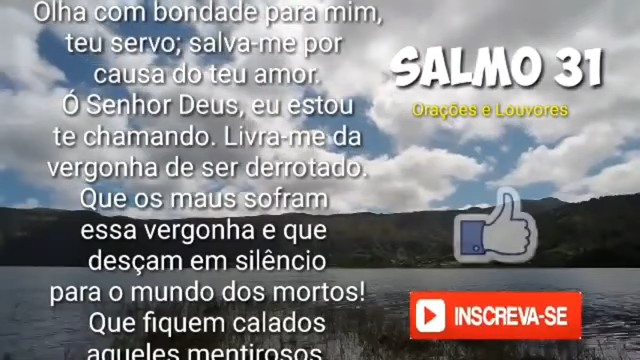 Olha com bondade para mim,
teu servo; salva-me por
causa do teu amor.
Ó Senhor Deus, eu estou
te chamando. Livra-me da
vergonha de ser derrotado.
Que os maus sofram
essa vergonha e que
desçam em silêncio
para o mundo dos mortos!
Que fiquem calados
aqueles mentirosos
SALMO 31
Orações e Louvores
INSCREVA-SE